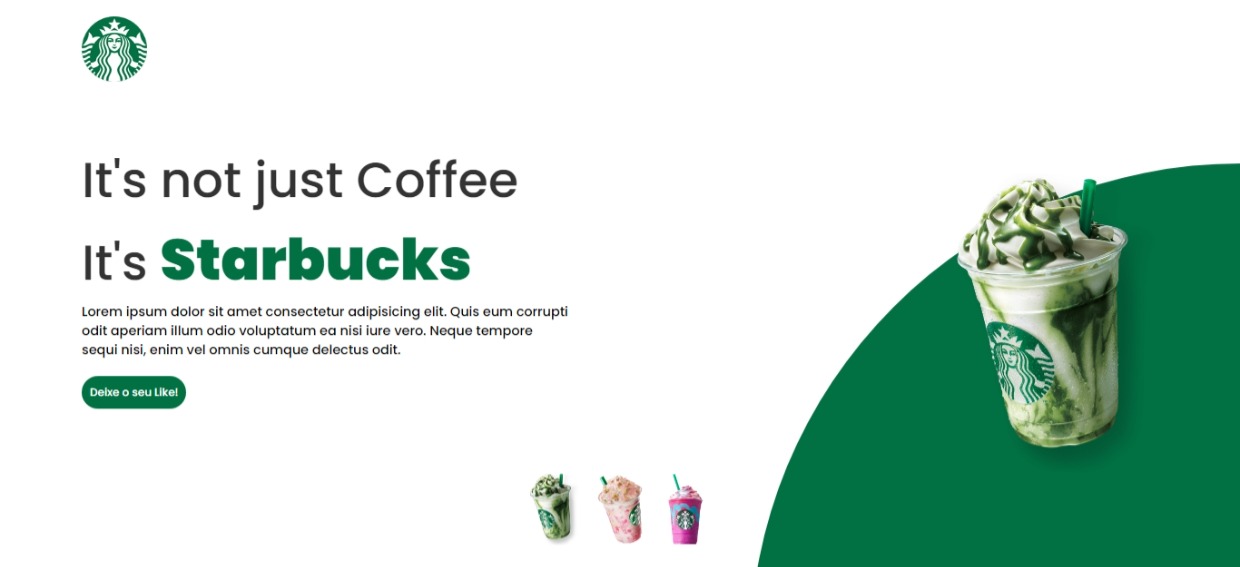 It's not just Coffee
It's Starbucks
Lorem ipsum dolor sit amet consectetur adipisicing elit. Quis eum corrupti
odit aperiam illum odio voluptatum ea nisi iure vero. Neque tempore
sequi nisi, enim vel omnis cumque delectus odit.
Deixe o seu Like!